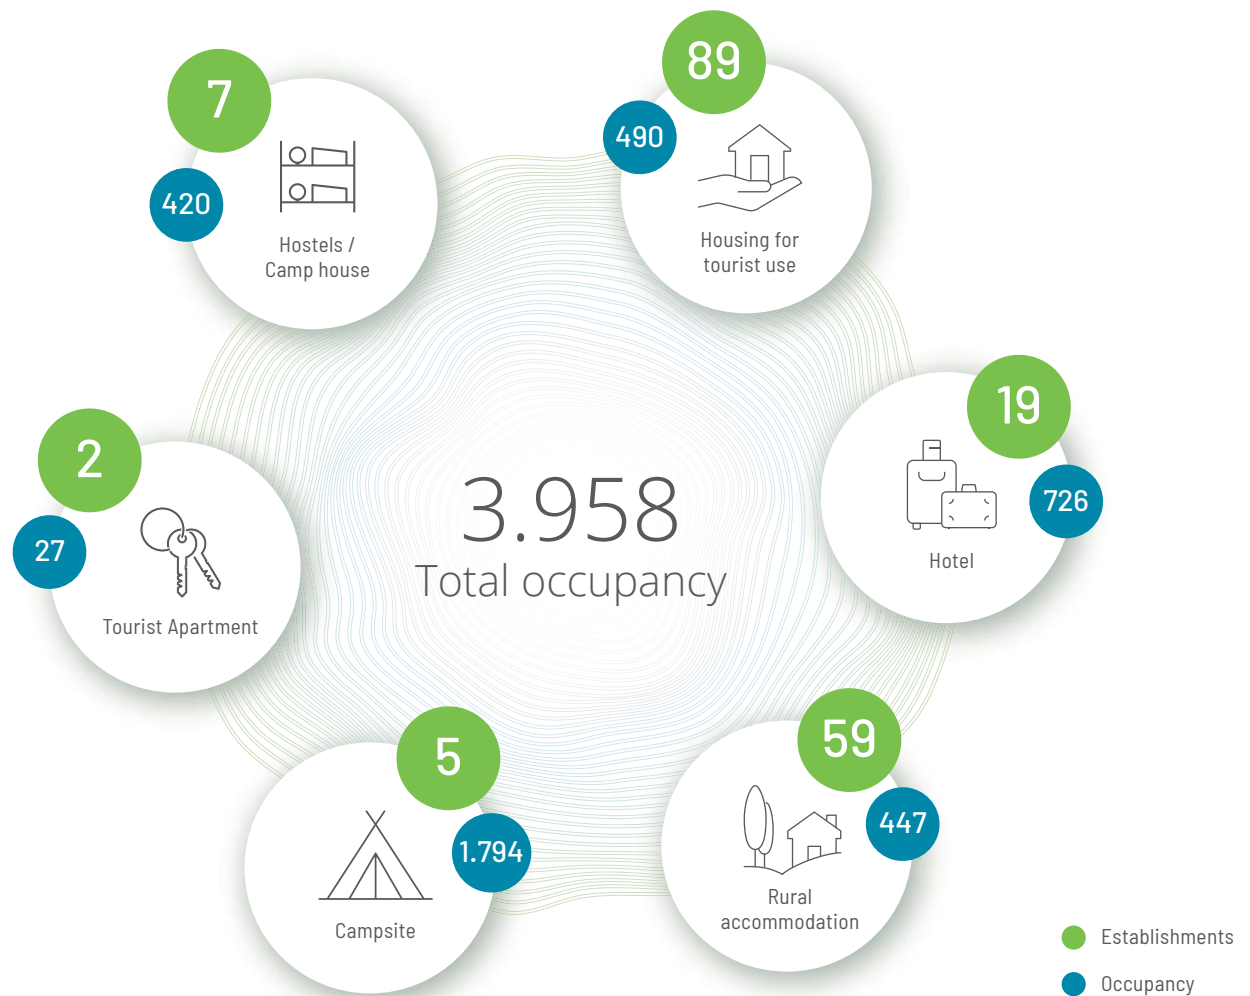 7
420
Hostels /
Camp house
89
490
Housing for
tourist use
19
726
Hotel
2
27
Tourist Apartment
3.958
Total occupancy
5
1.794
Campsite
59
447
Rural
accommodation
Establishments
Occupancy